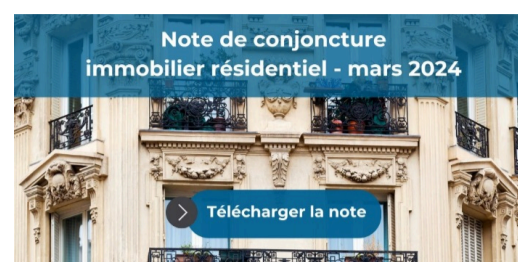 Note de conjoncture
immobilier résidentiel - mars 2024
Télécharger la note